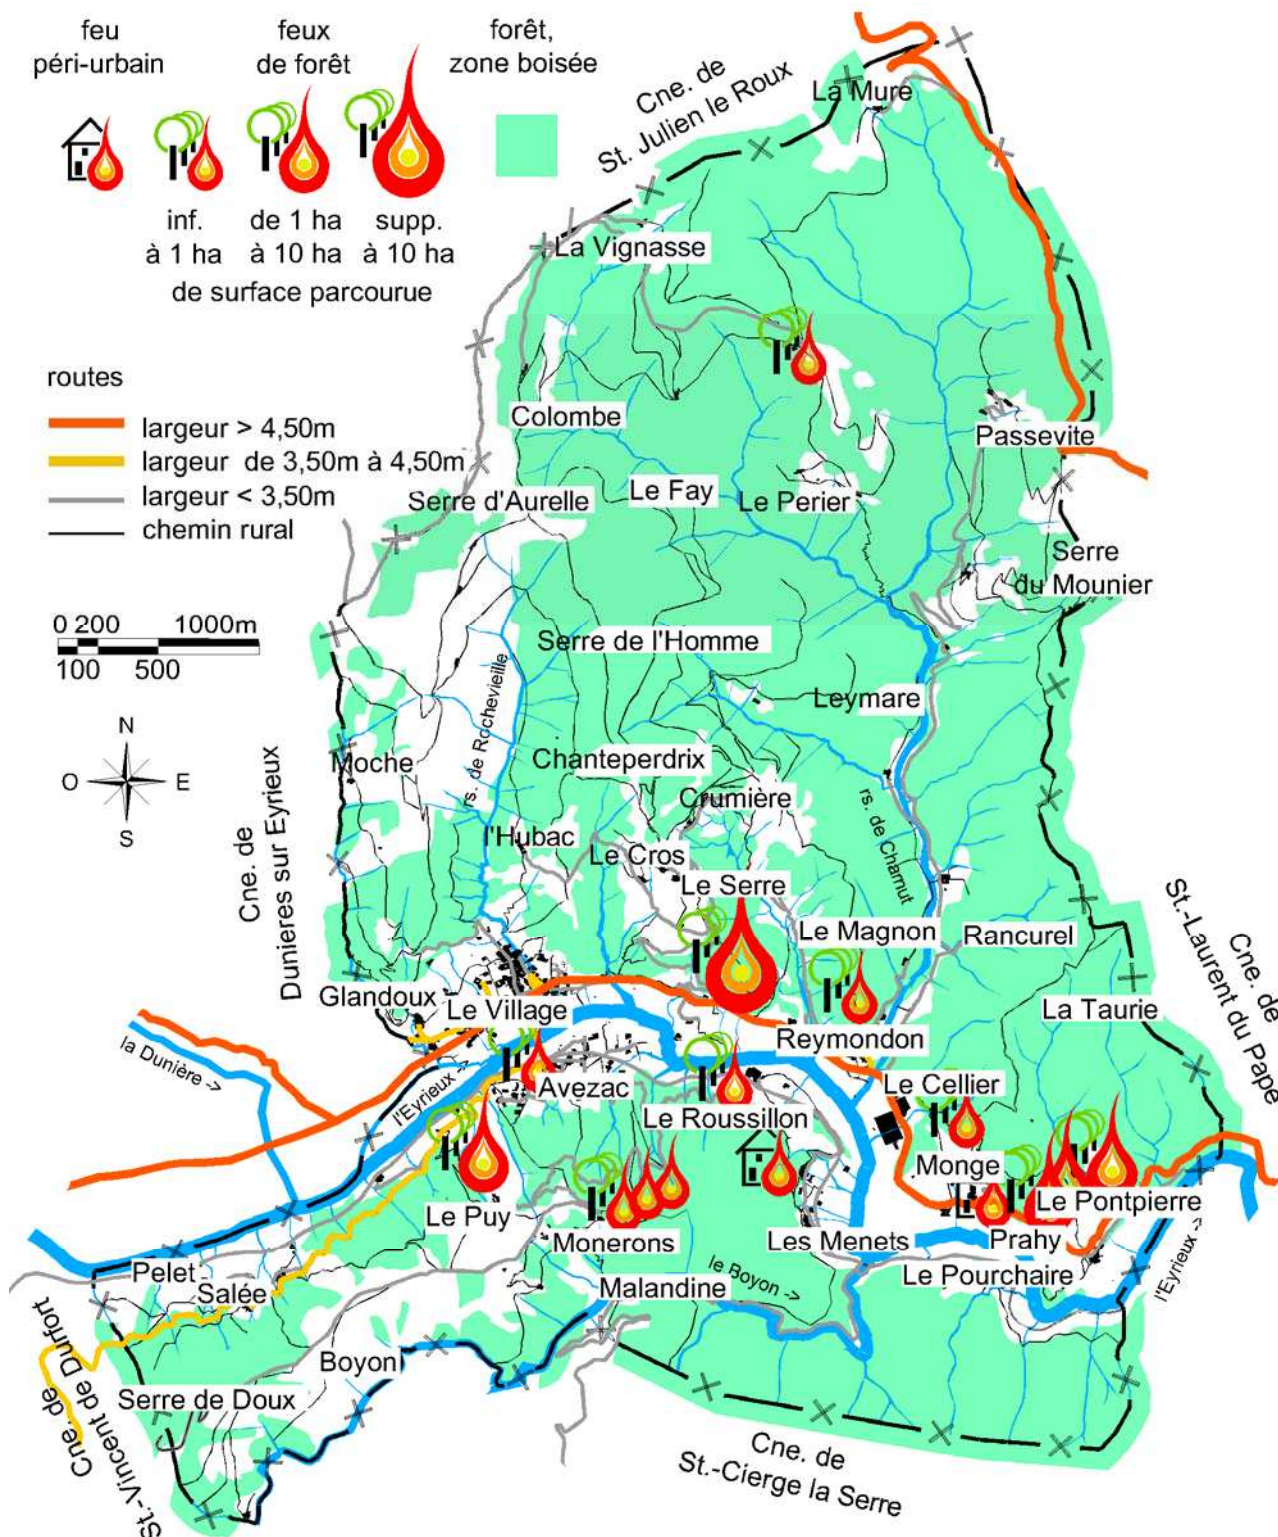 feu
péri-urbain
feux
de forêt
forêt,
zone boisée
inf.
à 1 ha
de 1 ha
à 10 ha
supp.
à 10 ha
de surface parcourue
routes
largeur > 4,50m
largeur de 3,50m à 4,50m
largeur < 3,50m
chemin rural
0 200 1000m
100 500
N
O E
S
Cne. de
St. Julien le Roux
La Mure
La Vignasse
Colombe
Passevite
Serre d'Aurelle
Le Fay
Le Perier
Serre
du Mounier
Serre de l'Homme
Leymare
rs. de Rochevieille
Moche
Chanteperdrix
Crumière
rs. de Charnut
l'Hubac
Le Cros
Le Serre
Cne. de
Dunieres sur Eyrieux
Le Magnon
Rancurel
Cne. de
St.-Laurent du Pape
Glandoux
Le Village
La Taurie
Reymondon
la Dunière ->
l'Eyrieux ->
Avezac
Le Cellier
Le Roussillon
Monge
Le Puy
Le Pontpierre
Monerons
Les Menets
Prahy
Pelet
Salée
Malandine
le Boyon ->
Le Pourchaire
l'Eyrieux ->
Boyon
Serre de Doux
Cne. de
St.-Vincent de Durfort
Cne. de
St.-Cierge la Serre